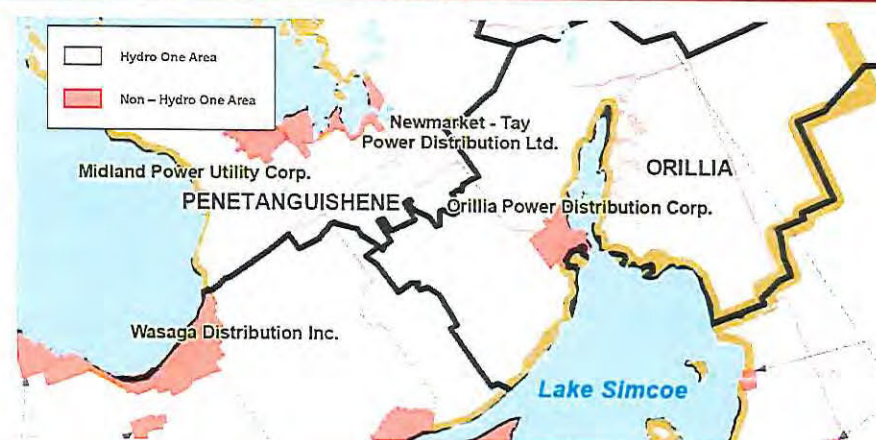 Hydro One Area
Non – Hydro One Area
Newmarket - Tay
Power Distribution Ltd.
Midland Power Utility Corp.
ORILLIA
PENETANGUISHENE
Orillia Power Distribution Corp.
Wasaga Distribution Inc.
Lake Simcoe